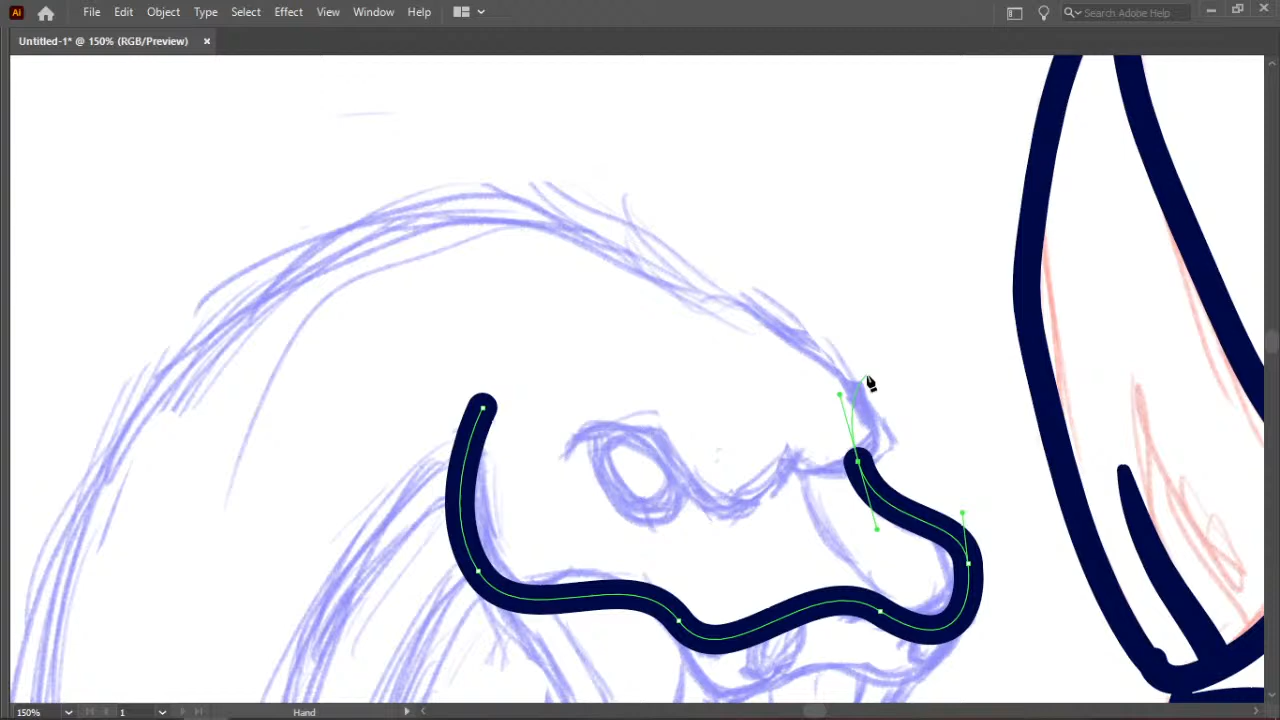 Ai File Edit Object Type Select Effect View Window Help Search Adobe Help
Untitled-1* @ 150% (RGB/Preview) ×
150% 1 Hand